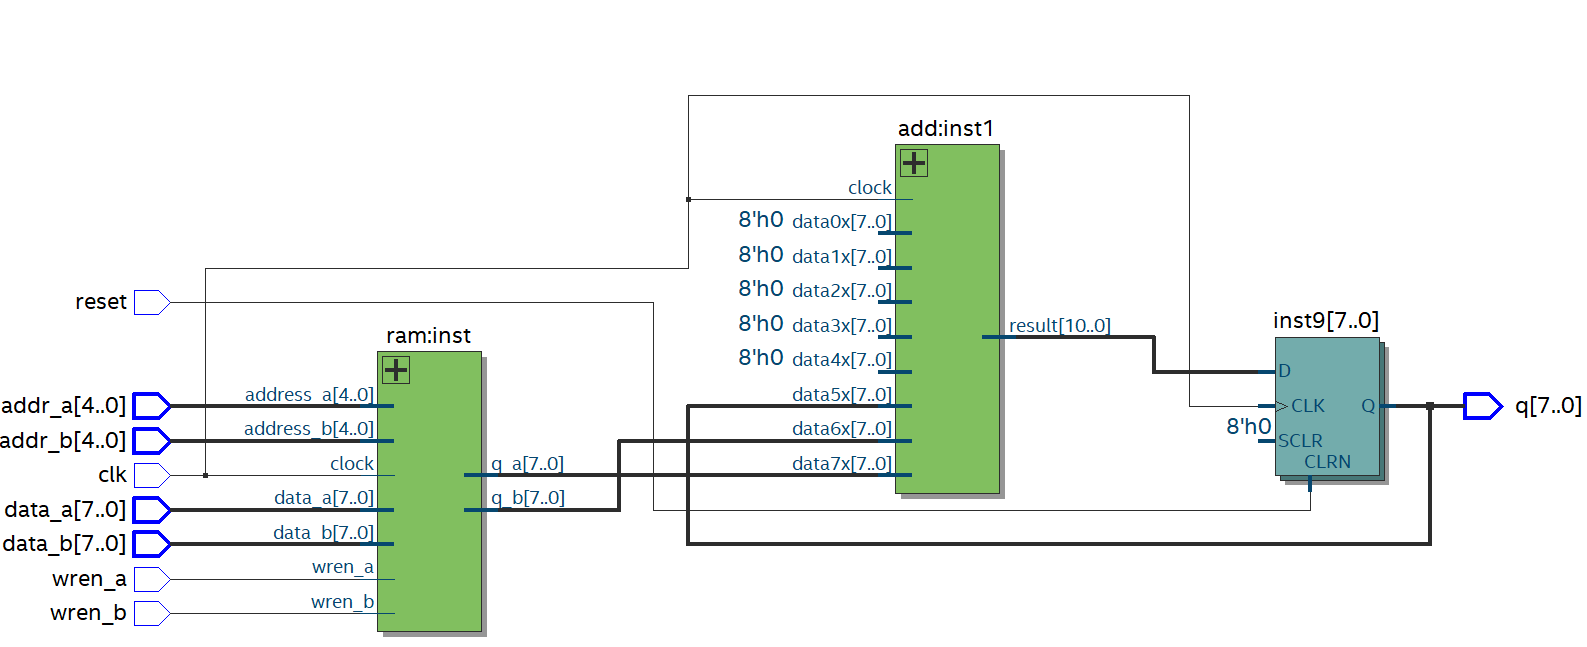 add:inst1
clock
8'h0 data0x[7..0]
8'h0 data1x[7..0]
8'h0 data2x[7..0]
8'h0 data3x[7..0]
8'h0 data4x[7..0]
data5x[7..0]
data6x[7..0]
data7x[7..0]
result[10..0]
reset
ram:inst
addr_a[4..0] address_a[4..0]
addr_b[4..0] address_b[4..0]
clk clock
data_a[7..0] data_a[7..0]
data_b[7..0] data_b[7..0]
wren_a wren_a
wren_b wren_b
q_a[7..0]
q_b[7..0]
inst9[7..0]
D
CLK Q
8'h0 SCLR
CLRN
q[7..0]